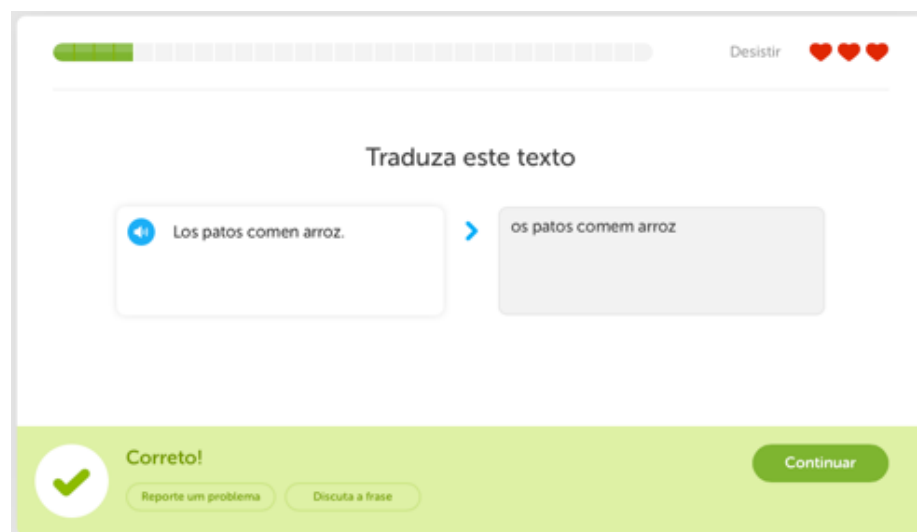 Desistir
Traduza este texto
Los patos comen arroz.
os patos comem arroz
Correto!
Continuar
Reporte um problema
Discuta a frase